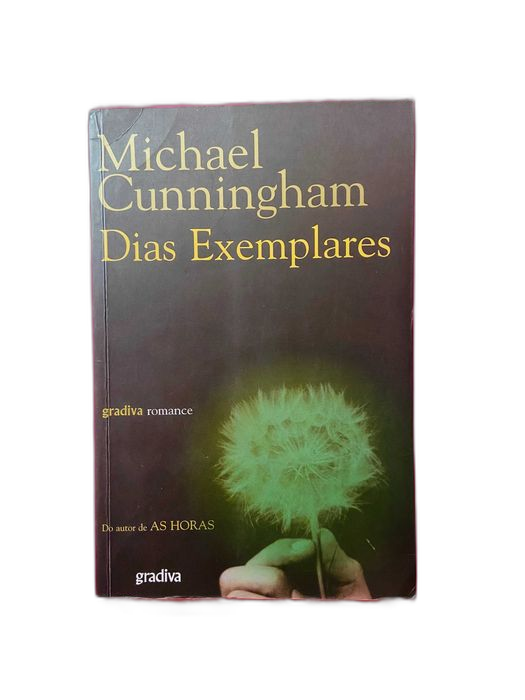 Michael
Cunningham
Dias Exemplares
gradiva romance
Do autor de AS HORAS
gradiva